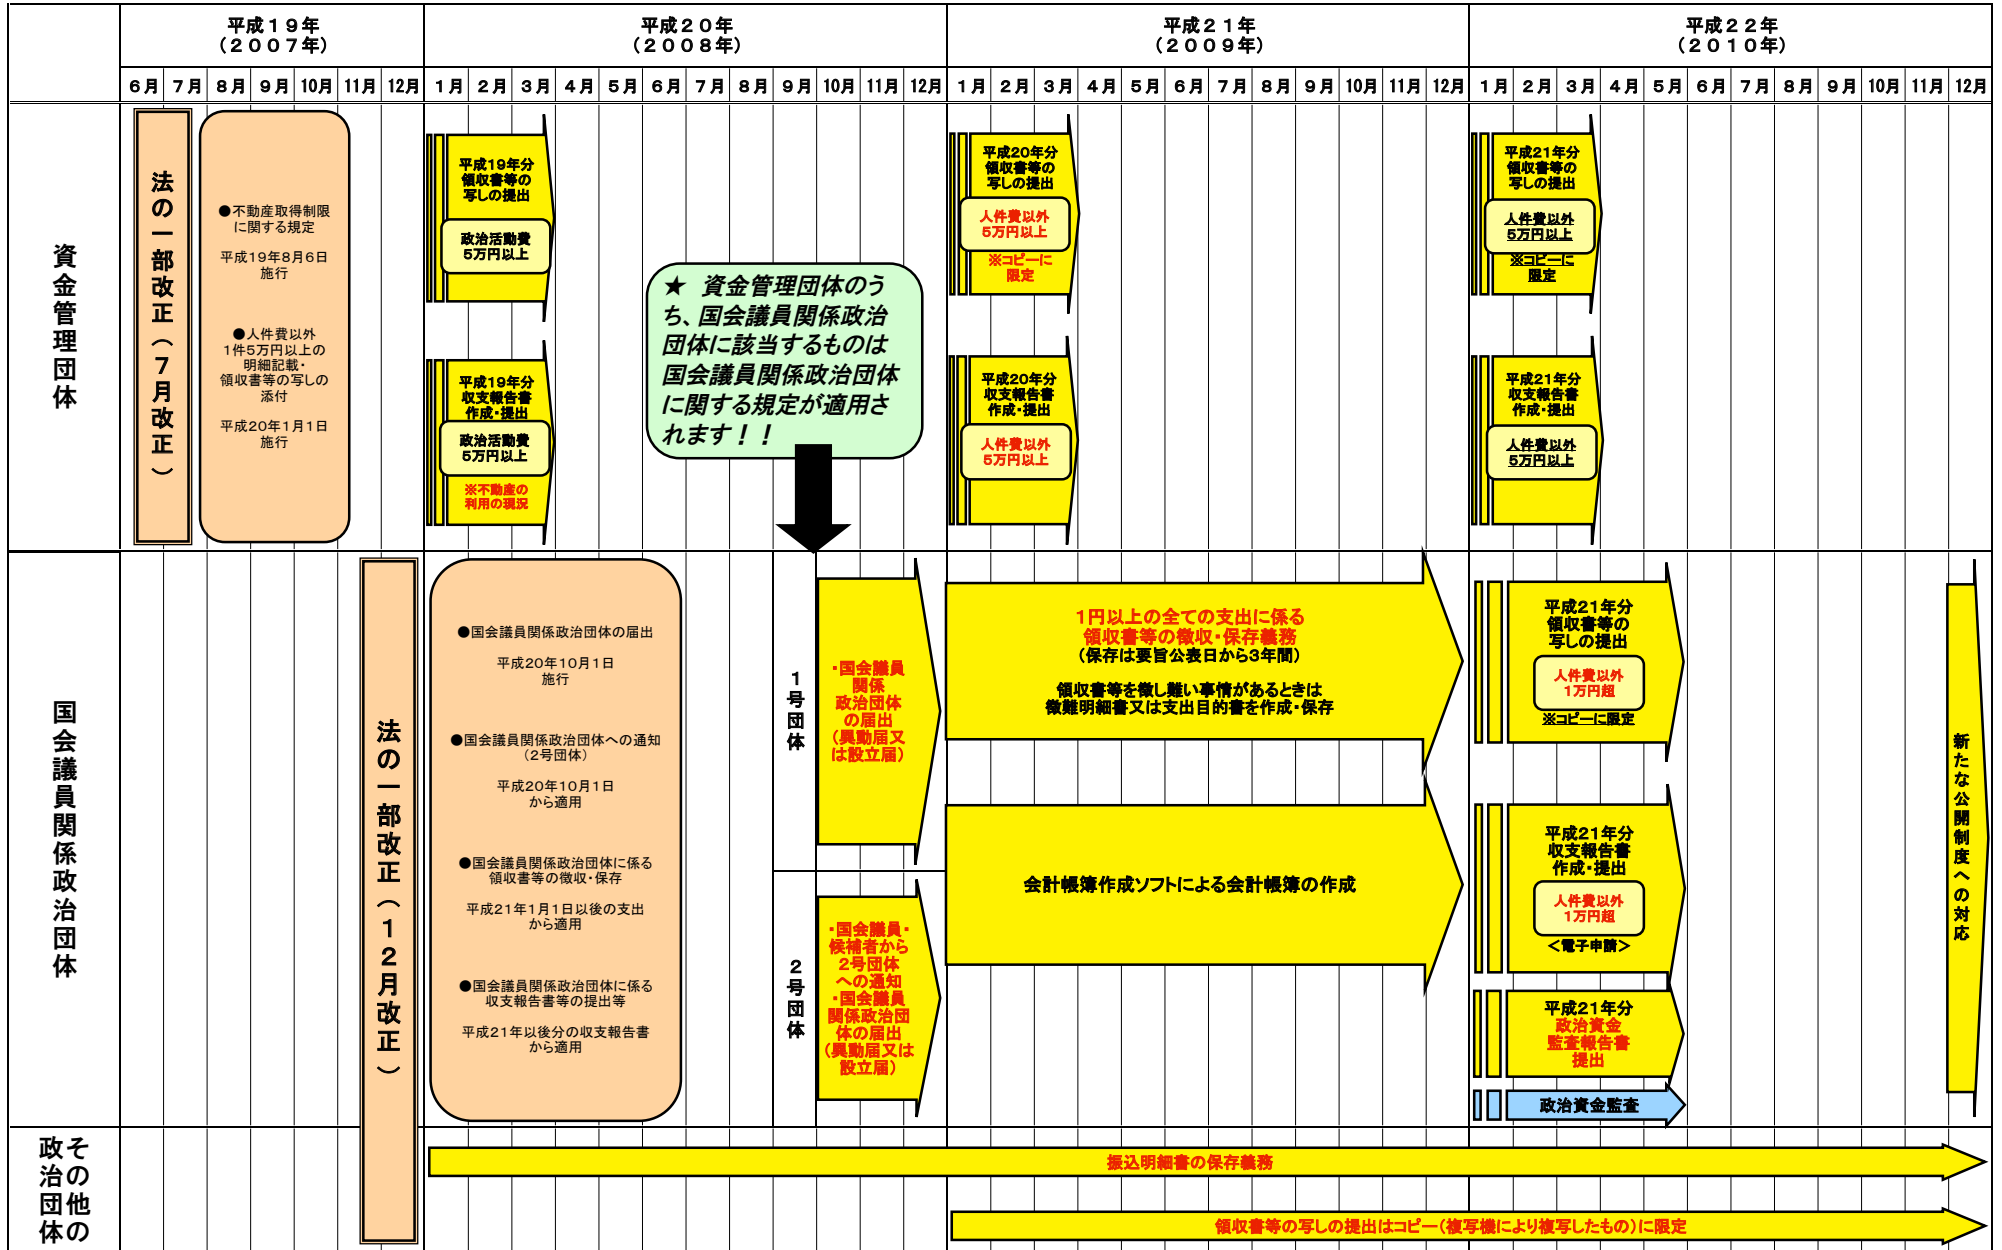 平成19年
(2007年)
平成20年
(2008年)
平成21年
(2009年)
平成22年
(2010年)
6月 7月 8月 9月 10月 11月 12月 1月 2月 3月 4月 5月 6月 7月 8月 9月 10月 11月 12月 1月 2月 3月 4月 5月 6月 7月 8月 9月 10月 11月 12月 1月 2月 3月 4月 5月 6月 7月 8月 9月 10月 11月 12月
資金管理団体
法の一部改正(7月改正)
●不動産取得制限
に関する規定
平成19年8月6日
施行
●人件費以外
1件5万円以上の
明細記載・
領収書等の写しの
添付
平成20年1月1日
施行
平成19年分
領収書等の
写しの提出
政治活動費
5万円以上
平成19年分
収支報告書
作成・提出
政治活動費
5万円以上
※不動産の
利用の現況
★ 資金管理団体のう
ち、国会議員関係政治
団体に該当するものは
国会議員関係政治団体
に関する規定が適用さ
れます!!
平成20年分
領収書等の
写しの提出
人件費以外
5万円以上
※コピーに
限定
平成20年分
収支報告書
作成・提出
人件費以外
5万円以上
平成21年分
領収書等の
写しの提出
人件費以外
5万円以上
※コピーに
限定
平成21年分
収支報告書
作成・提出
人件費以外
5万円以上
国会議員関係政治団体
法の一部改正(12月改正)
●国会議員関係政治団体の届出
平成20年10月1日
施行
●国会議員関係政治団体への通知
(2号団体)
平成20年10月1日
から適用
●国会議員関係政治団体に係る
領収書等の徴収・保存
平成21年1月1日以後の支出
から適用
●国会議員関係政治団体に係る
収支報告書等の提出等
平成21年以後分の収支報告書
から適用
1号団体
・国会議員
関係
政治団体
の届出
(異動届又
は設立届)
2号団体
・国会議員・
候補者から
2号団体
への通知
・国会議員
関係政治団
体の届出
(異動届又は
設立届)
1円以上の全ての支出に係る
領収書等の徴収・保存義務
(保存は要旨公表日から3年間)
領収書等を徴し難い事情があるときは
徴難明細書又は支出目的書を作成・保存
会計帳簿作成ソフトによる会計帳簿の作成
平成21年分
領収書等の
写しの提出
人件費以外
1万円超
※コピーに限定
平成21年分
収支報告書
作成・提出
人件費以外
1万円超
<電子申請>
平成21年分
政治資金
監査報告書
提出
政治資金監査
新たな公開制度への対応
その他の
政治団体
振込明細書の保存義務
領収書等の写しの提出はコピー(複写機により複写したもの)に限定